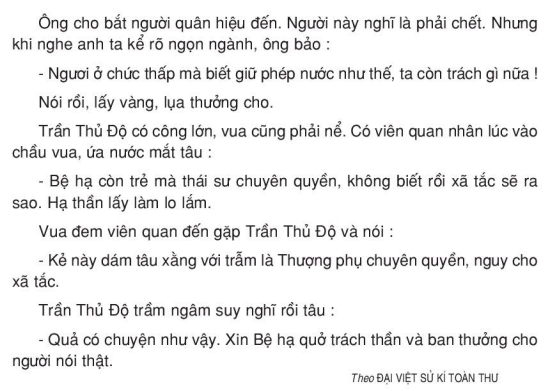 Ông cho bắt người quân hiệu đến. Người này nghĩ là phải chết. Nhưng
khi nghe anh ta kể rõ ngọn ngành, ông bảo :
- Ngươi ở chức thấp mà biết giữ phép nước như thế, ta còn trách gì nữa !
Nói rồi, lấy vàng, lụa thưởng cho.
Trần Thủ Độ có công lớn, vua cũng phải nể. Có viên quan nhân lúc vào
chầu vua, ứa nước mắt tâu :
- Bệ hạ còn trẻ mà thái sư chuyên quyền, không biết rồi xã tắc sẽ ra
sao. Hạ thần lấy làm lo lắm.
Vua đem viên quan đến gặp Trần Thủ Độ và nói :
- Kẻ này dám tâu xằng với trẫm là Thượng phụ chuyên quyền, nguy cho
xã tắc.
Trần Thủ Độ trầm ngâm suy nghĩ rồi tâu :
- Quả có chuyện như vậy. Xin Bệ hạ quở trách thần và ban thưởng cho
người nói thật.
Theo ĐẠI VIỆT SỬ KÍ TOÀN THƯ